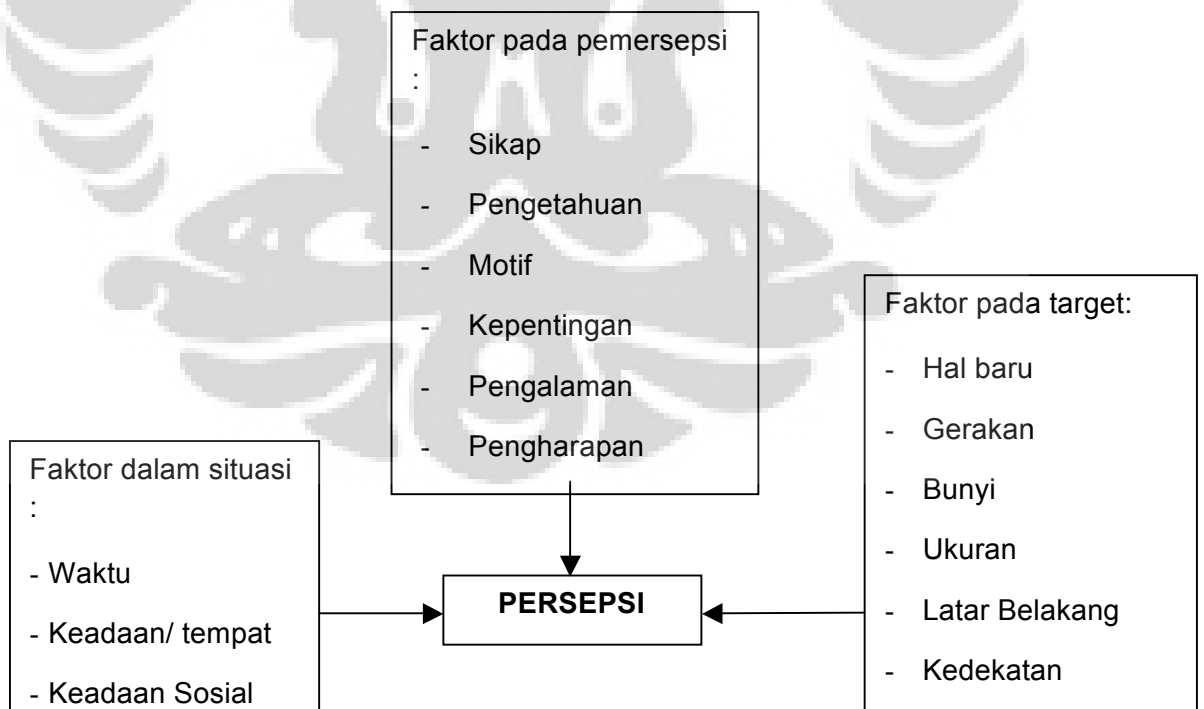 Faktor pada pemersepsi
:
- Sikap
- Pengetahuan
- Motif
- Kepentingan
- Pengalaman
- Pengharapan
Faktor dalam situasi
:
- Waktu
- Keadaan/ tempat
- Keadaan Sosial
PERSEPSI
Faktor pada target:
- Hal baru
- Gerakan
- Bunyi
- Ukuran
- Latar Belakang
- Kedekatan